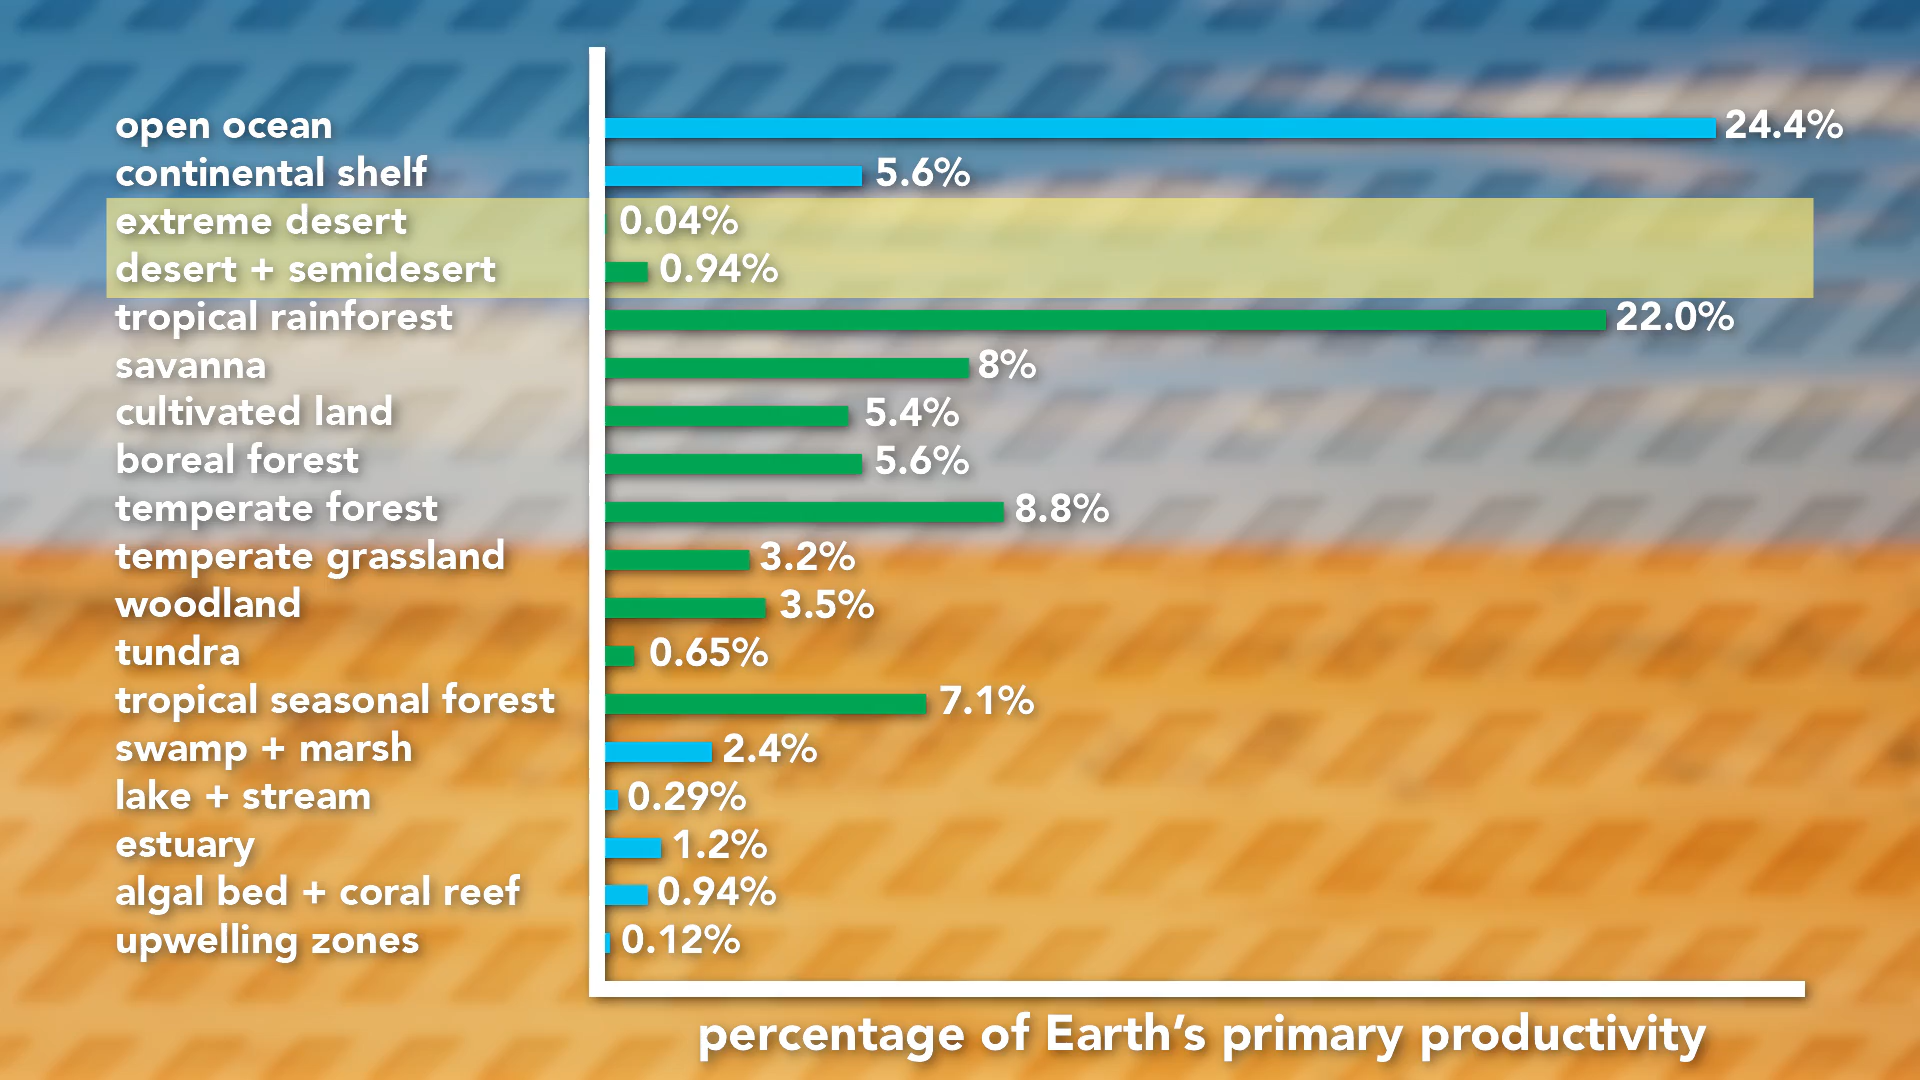 open ocean 24.4%
continental shelf 5.6%
extreme desert 0.04%
desert + semidesert 0.94%
tropical rainforest 22.0%
savanna 8%
cultivated land 5.4%
boreal forest 5.6%
temperate forest 8.8%
temperate grassland 3.2%
woodland 3.5%
tundra 0.65%
tropical seasonal forest 7.1%
swamp + marsh 2.4%
lake + stream 0.29%
estuary 1.2%
algal bed + coral reef 0.94%
upwelling zones 0.12%
percentage of Earth’s primary productivity